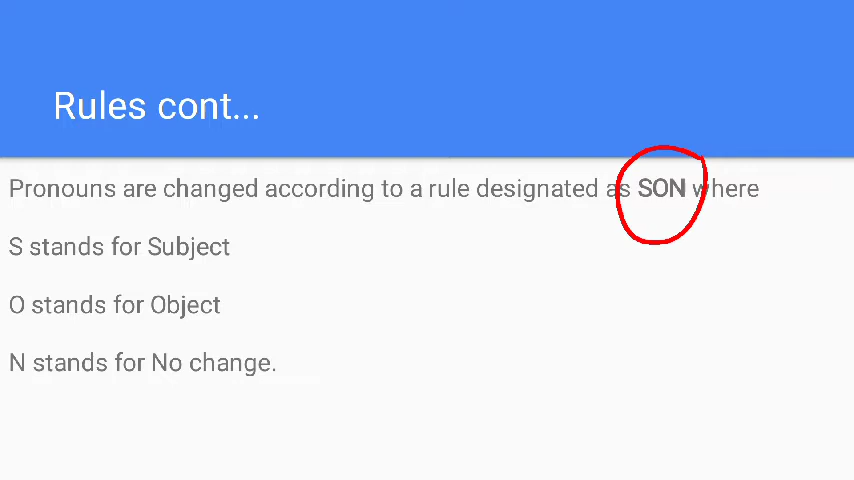 Rules cont...
Pronouns are changed according to a rule designated as SON where
S stands for Subject
O stands for Object
N stands for No change.